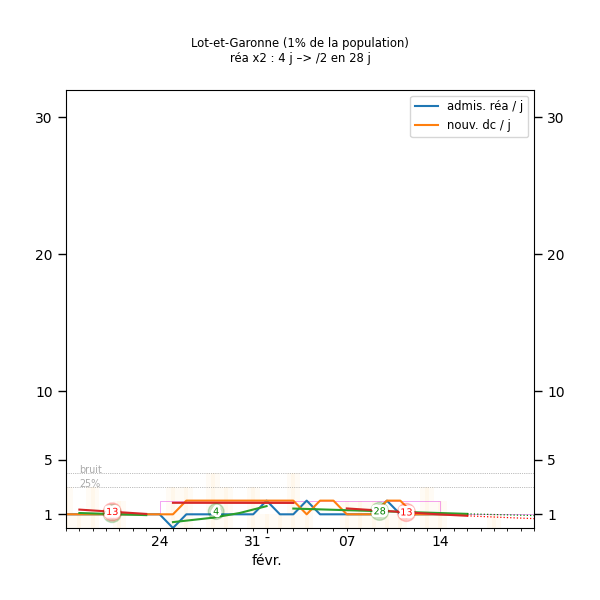 Lot-et-Garonne (1% de la population)
réa x2 : 4 j –> /2 en 28 j
admis. réa / j
nouv. dc / j
30 30
20 20
10 10
5 5
bruit
25%
1 13 4 28 13 1
24 31 07 14
févr.